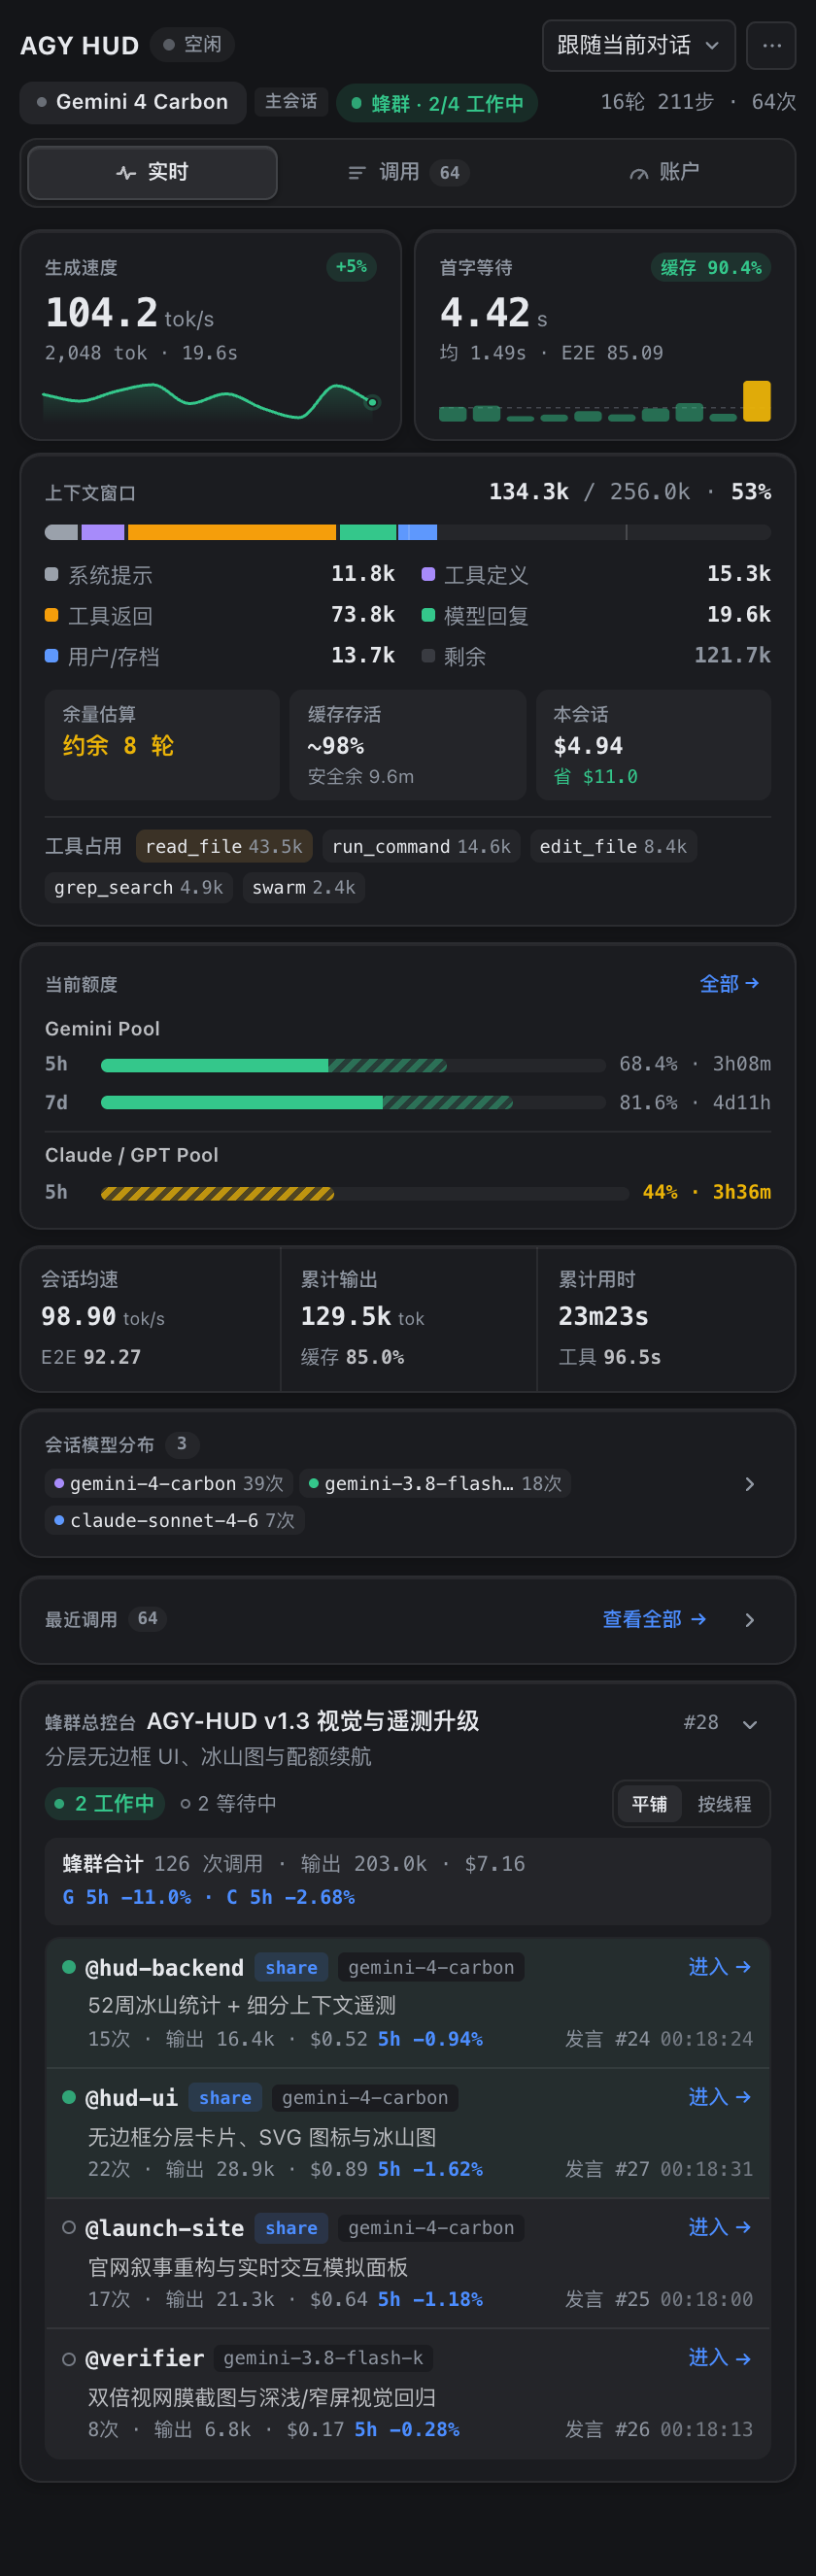 AGY HUD 空闲 跟随当前对话 ···
Gemini 4 Carbon 主会话 蜂群 · 2/4 工作中 16轮 211步 · 64次
实时 调用 64 账户
生成速度 +5%
104.2 tok/s
2,048 tok · 19.6s
首字等待 缓存 90.4%
4.42 s
均 1.49s · E2E 85.09
上下文窗口 134.3k / 256.0k · 53%
系统提示 11.8k 工具定义 15.3k
工具返回 73.8k 模型回复 19.6k
用户/存档 13.7k 剩余 121.7k
余量估算
约余 8 轮
缓存存活
~98%
安全余 9.6m
本会话
$4.94
省 $11.0
工具占用 read_file 43.5k run_command 14.6k edit_file 8.4k
grep_search 4.9k swarm 2.4k
当前额度 全部 →
Gemini Pool
5h 68.4% · 3h08m
7d 81.6% · 4d11h
Claude / GPT Pool
5h 44% · 3h36m
会话均速
98.90 tok/s
E2E 92.27
累计输出
129.5k tok
缓存 85.0%
累计用时
23m23s
工具 96.5s
会话模型分布 3
gemini-4-carbon 39次 gemini-3.8-flash… 18次
claude-sonnet-4-6 7次
最近调用 64 查看全部 →
蜂群总控台 AGY-HUD v1.3 视觉与遥测升级 #28
分层无边框 UI、冰山图与配额续航
2 工作中 2 等待中 平铺 按线程
蜂群合计 126 次调用 · 输出 203.0k · $7.16
G 5h -11.0% · C 5h -2.68%
@hud-backend share gemini-4-carbon 进入 →
52周冰山统计 + 细分上下文遥测
15次 · 输出 16.4k · $0.52 5h -0.94% 发言 #24 00:18:24
@hud-ui share gemini-4-carbon 进入 →
无边框分层卡片、SVG 图标与冰山图
22次 · 输出 28.9k · $0.89 5h -1.62% 发言 #27 00:18:31
@launch-site share gemini-4-carbon 进入 →
官网叙事重构与实时交互模拟面板
17次 · 输出 21.3k · $0.64 5h -1.18% 发言 #25 00:18:00
@verifier gemini-3.8-flash-k 进入 →
双倍视网膜截图与深浅/窄屏视觉回归
8次 · 输出 6.8k · $0.17 5h -0.28% 发言 #26 00:18:13